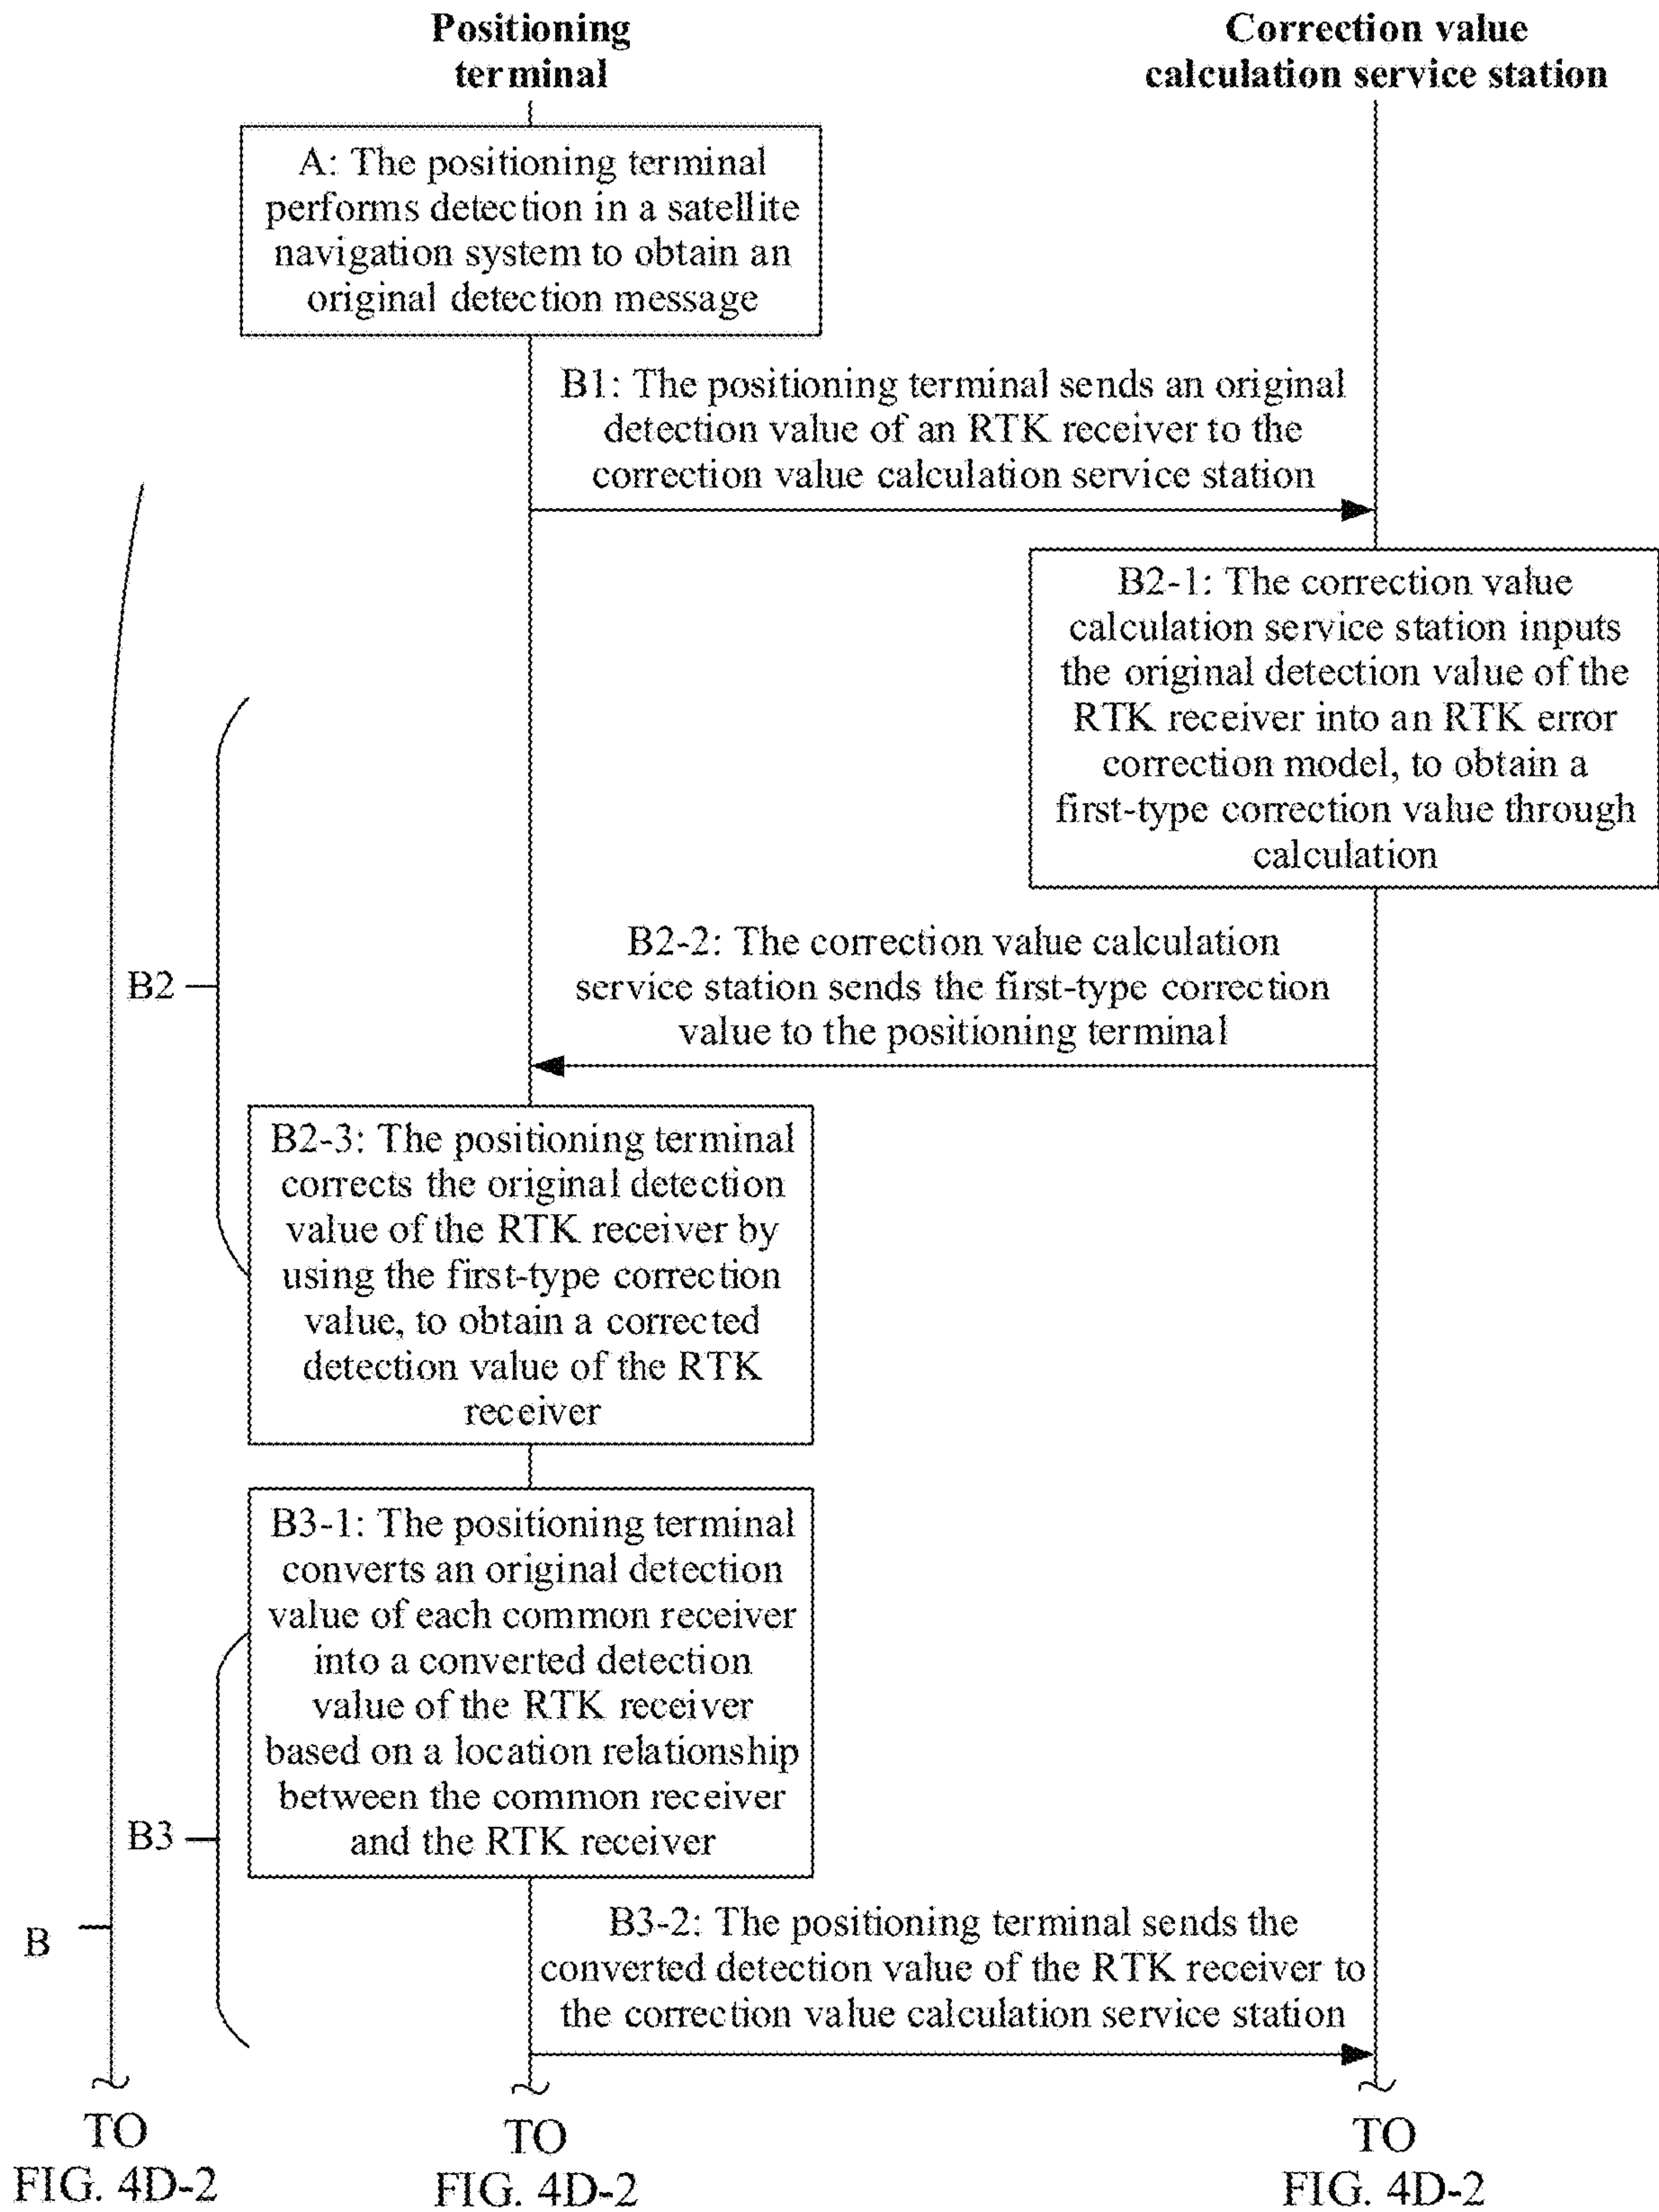 Positioning
terminal
Correction value
calculation service station
A: The positioning terminal
performs detection in a satellite
navigation system to obtain an
original detection message
B1: The positioning terminal sends an original
detection value of an RTK receiver to the
correction value calculation service station
B2-1: The correction value
calculation service station inputs
the original detection value of the
RTK receiver into an RTK error
correction model, to obtain a
first-type correction value through
calculation
B2-2: The correction value calculation
service station sends the first-type correction
value to the positioning terminal
B2
B2-3: The positioning terminal
corrects the original detection
value of the RTK receiver by
using the first-type correction
value, to obtain a corrected
detection value of the RTK
receiver
B3-1: The positioning terminal
converts an original detection
value of each common receiver
into a converted detection
value of the RTK receiver
based on a location relationship
between the common receiver
and the RTK receiver
B3
B
B3-2: The positioning terminal sends the
converted detection value of the RTK receiver to
the correction value calculation service station
TO
FIG. 4D-2
TO
FIG. 4D-2
TO
FIG. 4D-2